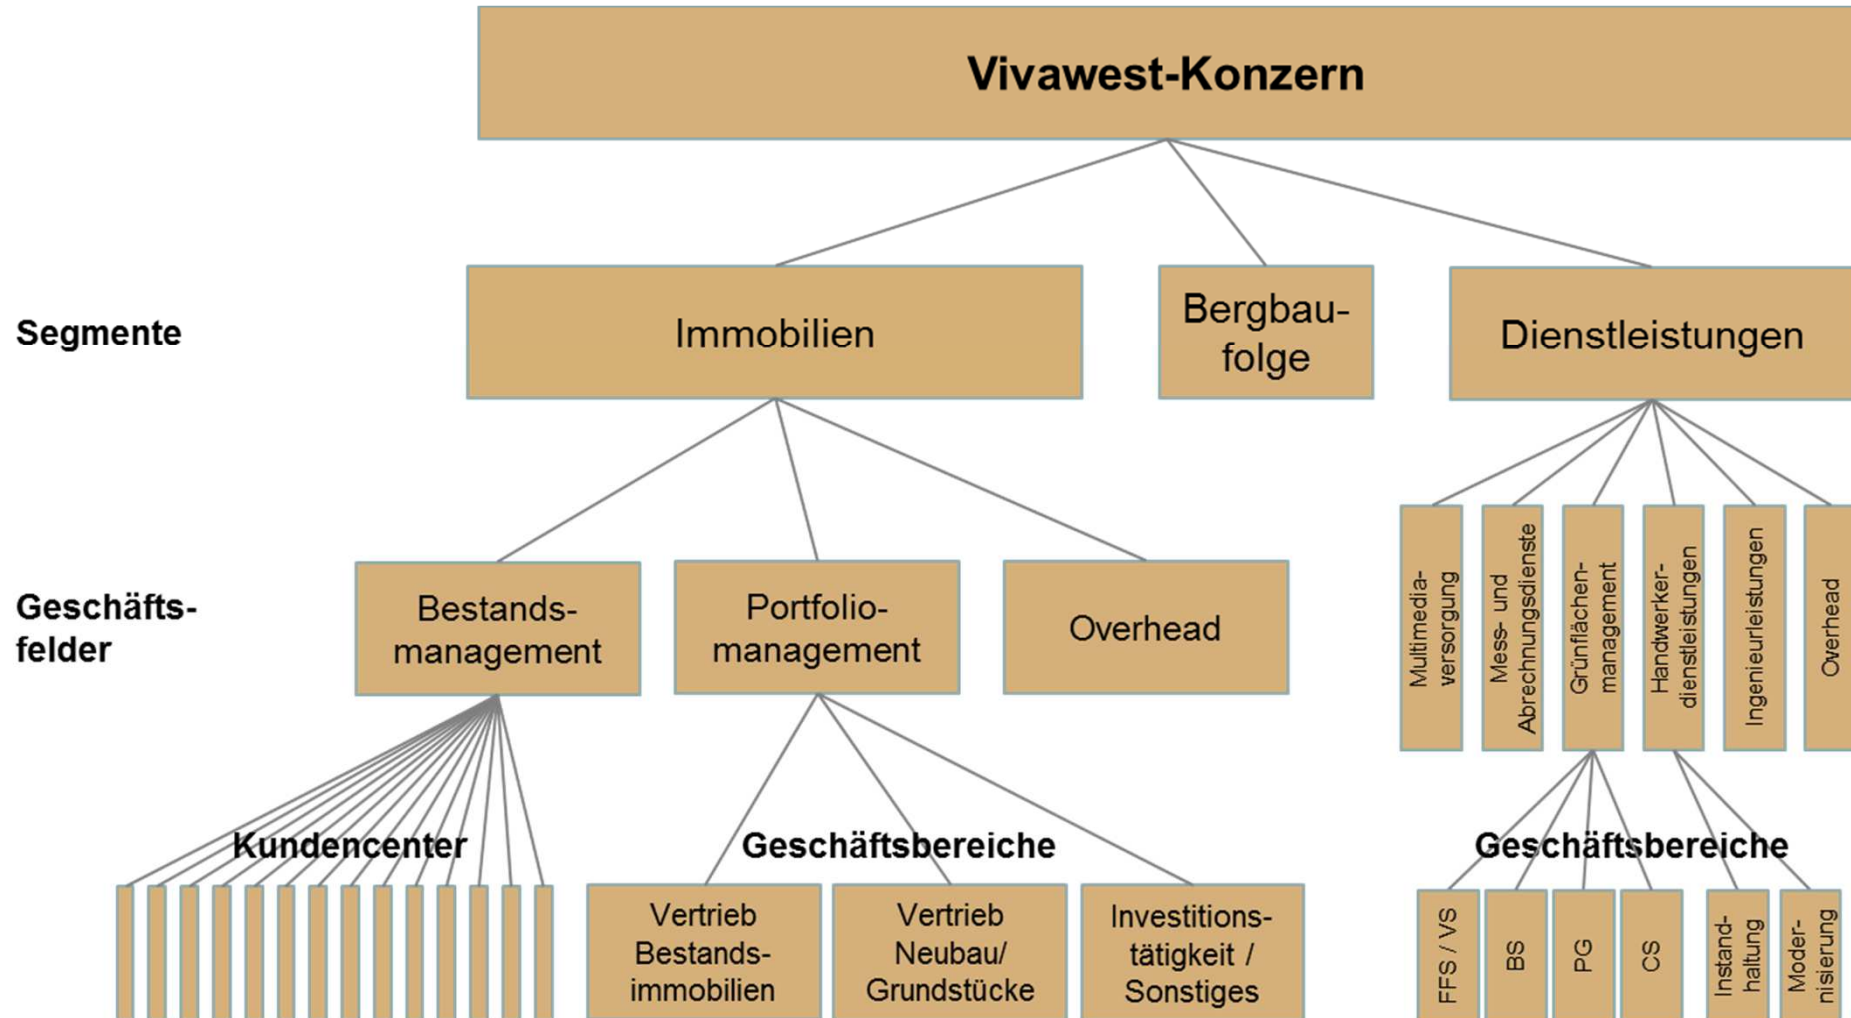 Vivawest-Konzern
Segmente
Immobilien
Bergbau-
folge
Dienstleistungen
Geschäfts-
felder
Bestands-
management
Portfolio-
management
Overhead
Multimedia-
versorgung
Mess- und
Abrechnungsdienste
Grünflächen-
management
Handwerker-
dienstleistungen
Ingenieurleistungen
Overhead
Kundencenter
Geschäftsbereiche
Geschäftsbereiche
Vertrieb
Bestands-
immobilien
Vertrieb
Neubau/
Grundstücke
Investitions-
tätigkeit /
Sonstiges
FFS / VS
BS
PG
CS
Instand-
haltung
Moder-
nisierung